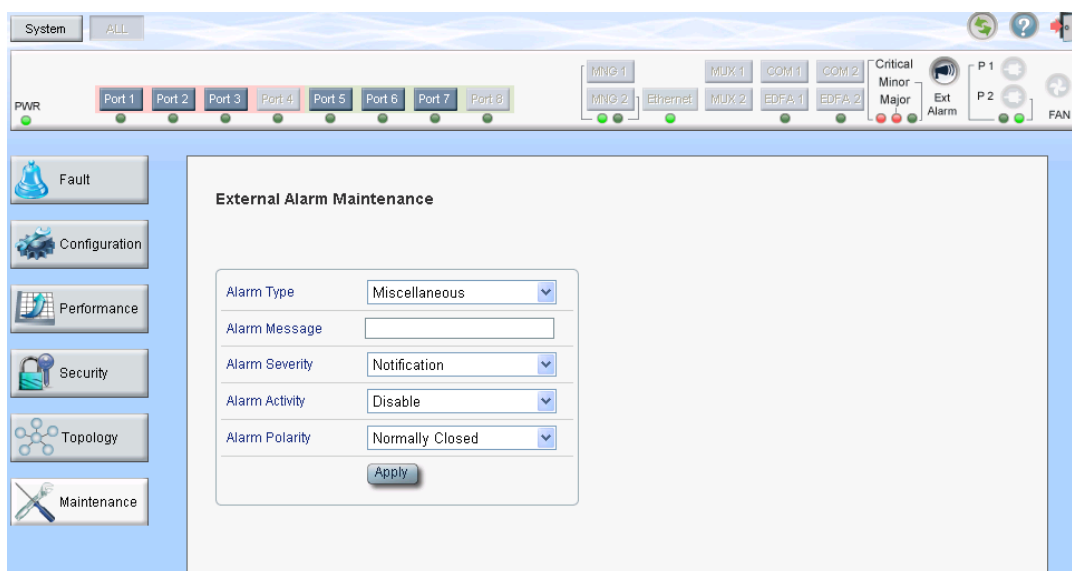 System ALL
MNG 1 MUX 1 COM 1 COM 2 Critical P 1
Minor
PWR Port 1 Port 2 Port 3 Port 4 Port 5 Port 6 Port 7 Port 8 MNG 2 Ethernet MUX 2 EDFA 1 EDFA 2 Major Ext Alarm P 2 FAN
Fault
External Alarm Maintenance
Configuration
Alarm Type Miscellaneous
Performance
Alarm Message
Alarm Severity Notification
Security
Alarm Activity Disable
Topology
Alarm Polarity Normally Closed
Apply
Maintenance